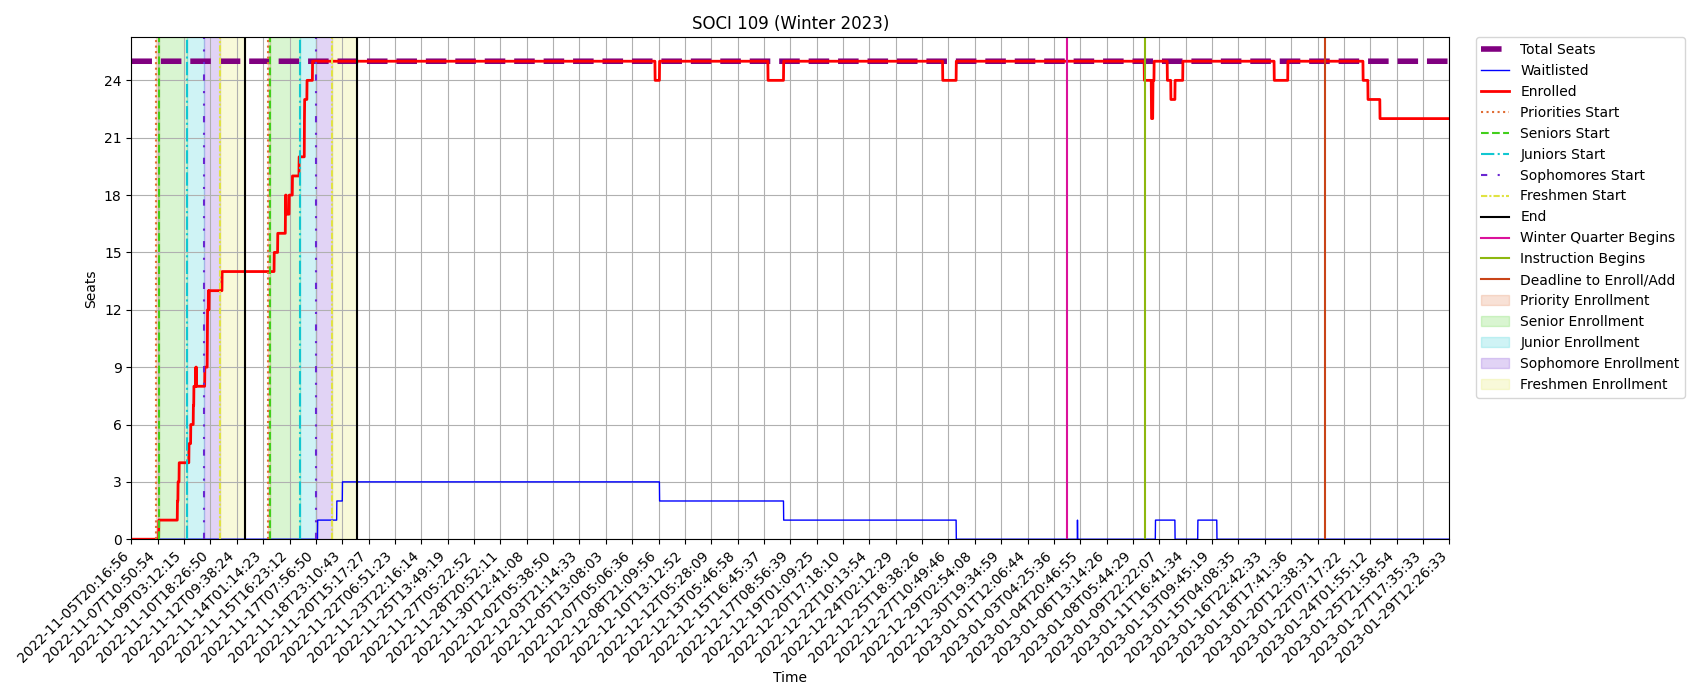 SOCI 109 (Winter 2023)
Seats
24
21
18
15
12
9
6
3
0
2022-11-05T20:16:56
2022-11-07T10:50:54
2022-11-09T03:12:15
2022-11-10T18:26:50
2022-11-12T09:38:24
2022-11-14T01:14:23
2022-11-15T16:23:12
2022-11-17T07:56:50
2022-11-18T23:10:43
2022-11-20T15:17:27
2022-11-22T06:51:23
2022-11-23T22:16:14
2022-11-25T13:49:19
2022-11-27T05:22:52
2022-11-28T20:52:11
2022-11-30T12:41:08
2022-12-02T05:38:50
2022-12-03T21:14:33
2022-12-05T13:08:03
2022-12-07T05:06:36
2022-12-08T21:09:56
2022-12-10T13:12:52
2022-12-12T05:28:09
2022-12-13T05:46:58
2022-12-15T16:45:37
2022-12-17T08:56:39
2022-12-19T01:09:25
2022-12-20T17:18:10
2022-12-22T10:13:54
2022-12-24T02:12:29
2022-12-25T18:38:26
2022-12-27T10:49:46
2022-12-29T02:54:08
2022-12-30T19:34:59
2023-01-01T12:06:44
2023-01-03T04:25:36
2023-01-04T20:46:55
2023-01-06T13:14:26
2023-01-08T05:44:29
2023-01-09T22:22:07
2023-01-11T16:41:34
2023-01-13T09:45:19
2023-01-15T04:08:35
2023-01-16T22:42:33
2023-01-18T17:41:36
2023-01-20T12:38:31
2023-01-22T07:17:22
2023-01-24T01:55:12
2023-01-25T21:58:54
2023-01-27T17:35:33
2023-01-29T12:26:33
Time
Total Seats
Waitlisted
Enrolled
Priorities Start
Seniors Start
Juniors Start
Sophomores Start
Freshmen Start
End
Winter Quarter Begins
Instruction Begins
Deadline to Enroll/Add
Priority Enrollment
Senior Enrollment
Junior Enrollment
Sophomore Enrollment
Freshmen Enrollment